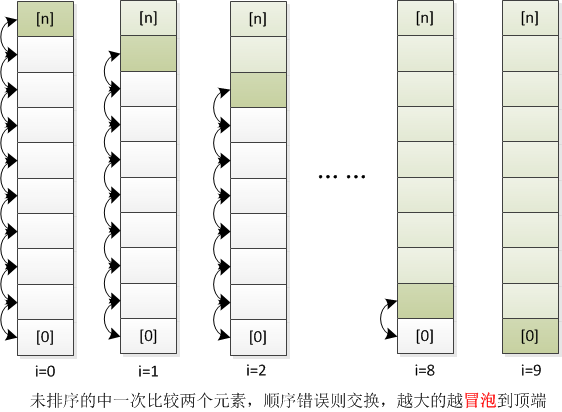 [n] [n] [n] [n] [n]
... ...
[0] [0] [0] [0] [0]
i=0 i=1 i=2 i=8 i=9
未排序的中一次比较两个元素，顺序错误则交换，越大的越冒泡到顶端